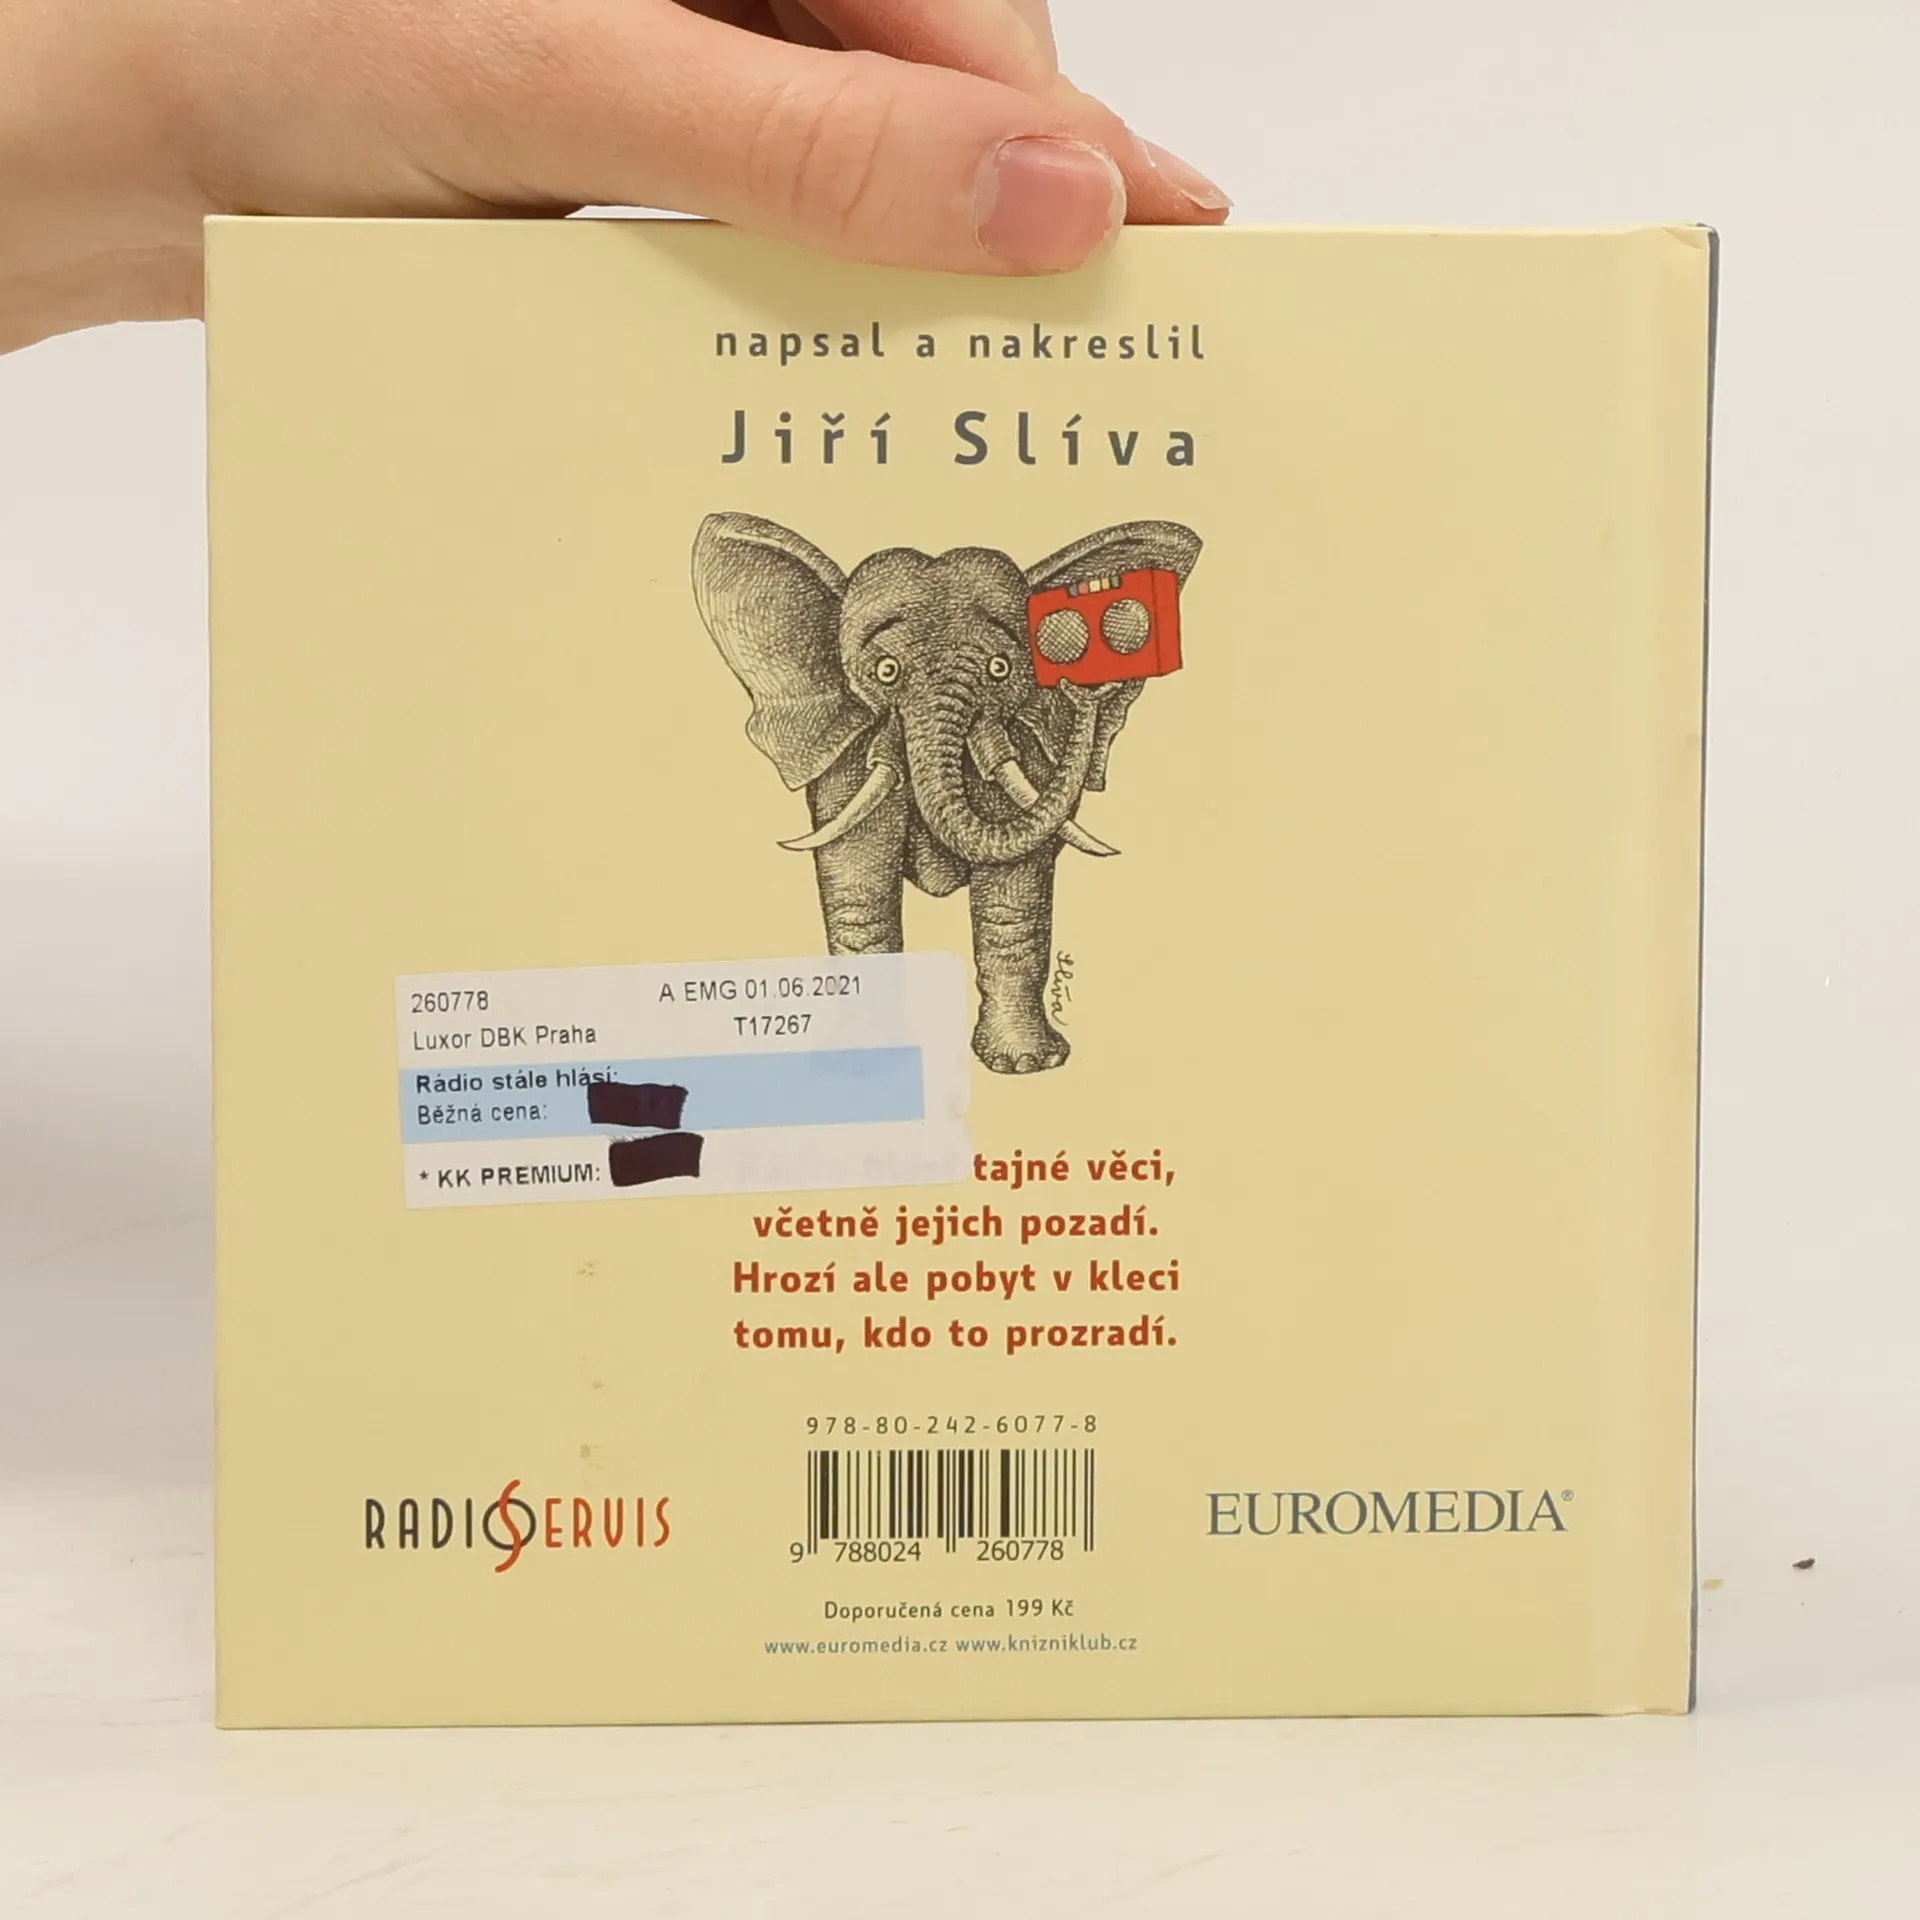 napsal a nakreslil
Jiří Slíva
Slíva
260778 A EMG 01.06.2021
Luxor DBK Praha T17267
Rádio stále hlásí:
Běžná cena:
* KK PREMIUM:
tajné věci,
včetně jejich pozadí.
Hrozí ale pobyt v kleci
tomu, kdo to prozradí.
978-80-242-6077-8
9 788024 260778
RADIOSERVIS
EUROMEDIA®
Doporučená cena 199 Kč
www.euromedia.cz www.knizniklub.cz